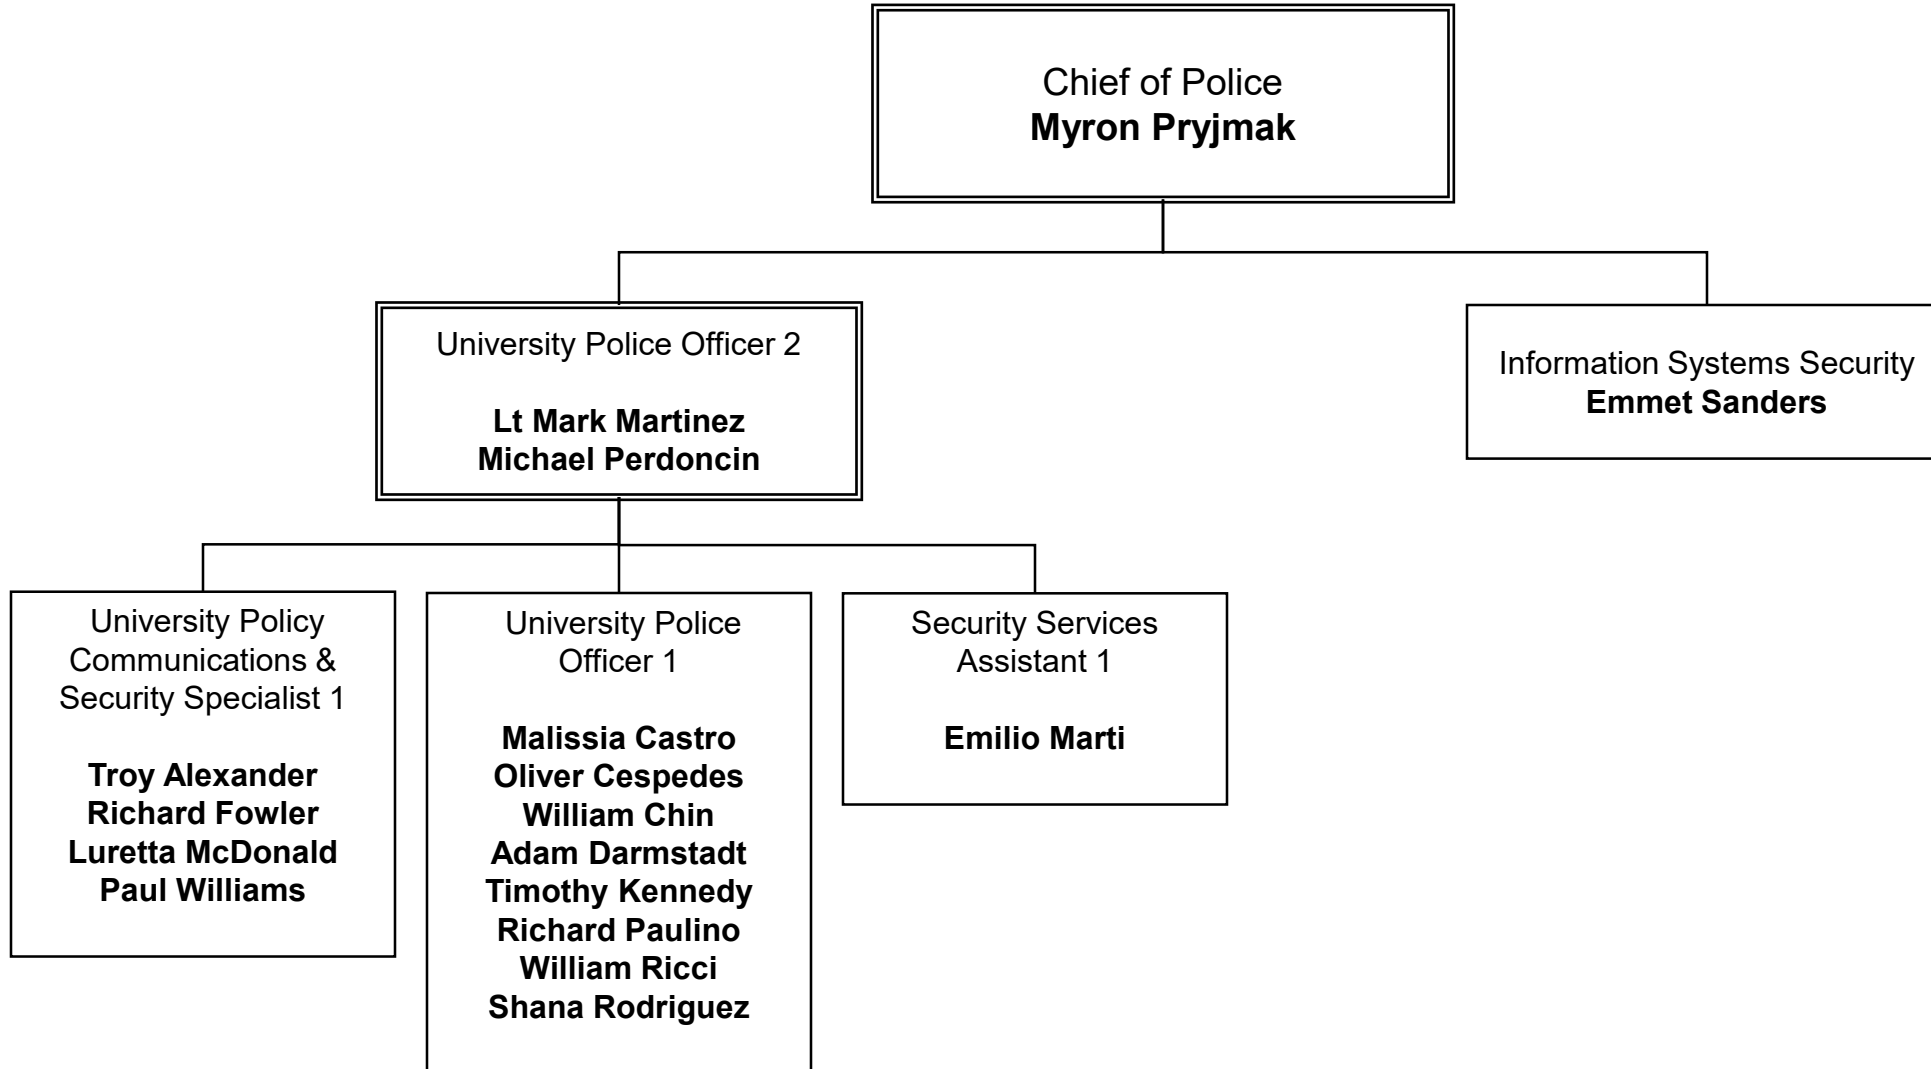 Chief of Police
Myron Pryjmak
University Police Officer 2
Lt Mark Martinez
Michael Perdoncin
Information Systems Security
Emmet Sanders
University Policy
Communications &
Security Specialist 1
Troy Alexander
Richard Fowler
Luretta McDonald
Paul Williams
University Police
Officer 1
Malissia Castro
Oliver Cespedes
William Chin
Adam Darmstadt
Timothy Kennedy
Richard Paulino
William Ricci
Shana Rodriguez
Security Services
Assistant 1
Emilio Marti